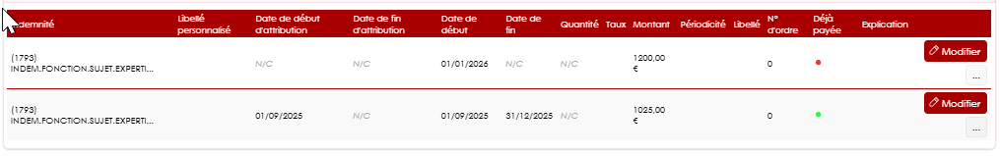 Indemnité Libellé personnalisé Date de début d'attribution Date de fin d'attribution Date de début Date de fin Quantité Taux Montant Périodicité Libellé N° d'ordre Déjà payée Explication
(1793) INDEM.FONCTION.SUJET.EXPERTI... N/C N/C 01/01/2026 N/C N/C 1200,00 € 0 Modifier
...
(1793) INDEM.FONCTION.SUJET.EXPERTI... 01/09/2025 N/C 01/09/2025 31/12/2025 N/C 1025,00 € 0 Modifier
...